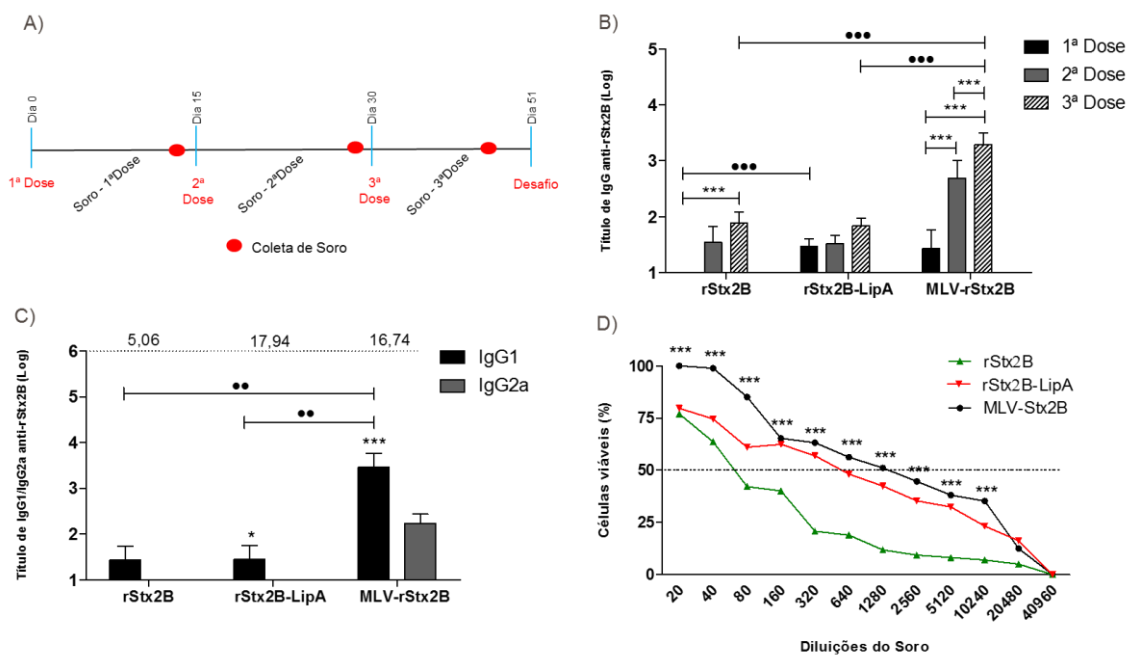 A)
Dia 0
Dia 15
Dia 30
Dia 51
1ª Dose
Soro - 1ªDose
2ª
Dose
Soro - 2ªDose
3ª
Dose
Soro - 3ªDose
Desafio
Coleta de Soro
B)
Título de IgG anti-rStx2B (Log)
5
4
3
2
1
●●●
●●●
***
***
***
●●●
***
rStx2B
rStx2B-LipA
MLV-rStx2B
1ª Dose
2ª Dose
3ª Dose
C)
Título de IgG1/IgG2a anti-rStx2B (Log)
5,06
17,94
16,74
6
5
4
3
2
1
●●
●●
***
*
rStx2B
rStx2B-LipA
MLV-rStx2B
IgG1
IgG2a
D)
Células viáveis (%)
100
75
50
25
0
*** *** *** *** *** *** *** *** *** ***
rStx2B
rStx2B-LipA
MLV-Stx2B
20 40 80 160 320 640 1280 2560 5120 10240 20480 40960
Diluições do Soro